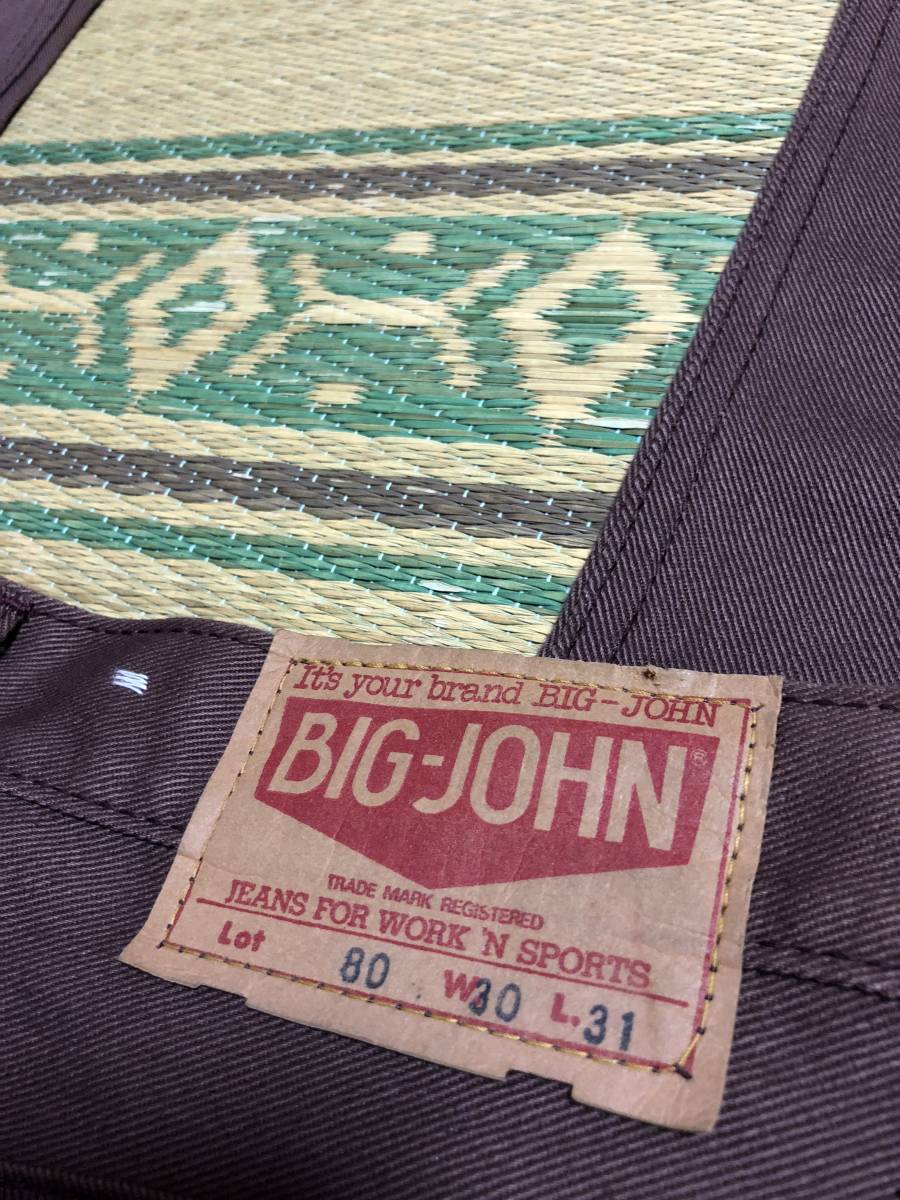 It's your brand BIG-JOHN
BIG-JOHN®
TRADE MARK REGISTERED
JEANS FOR WORK 'N SPORTS
Lot 80 W30 L.31